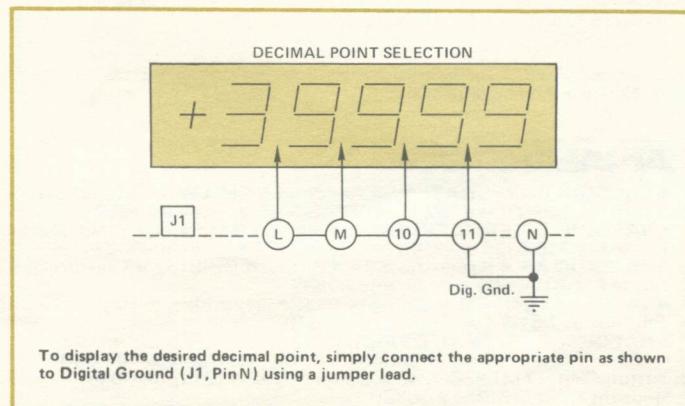 DECIMAL POINT SELECTION
+39999
J1
L
M
10
11
N
Dig. Gnd.
To display the desired decimal point, simply connect the appropriate pin as shown
to Digital Ground (J1, Pin N) using a jumper lead.